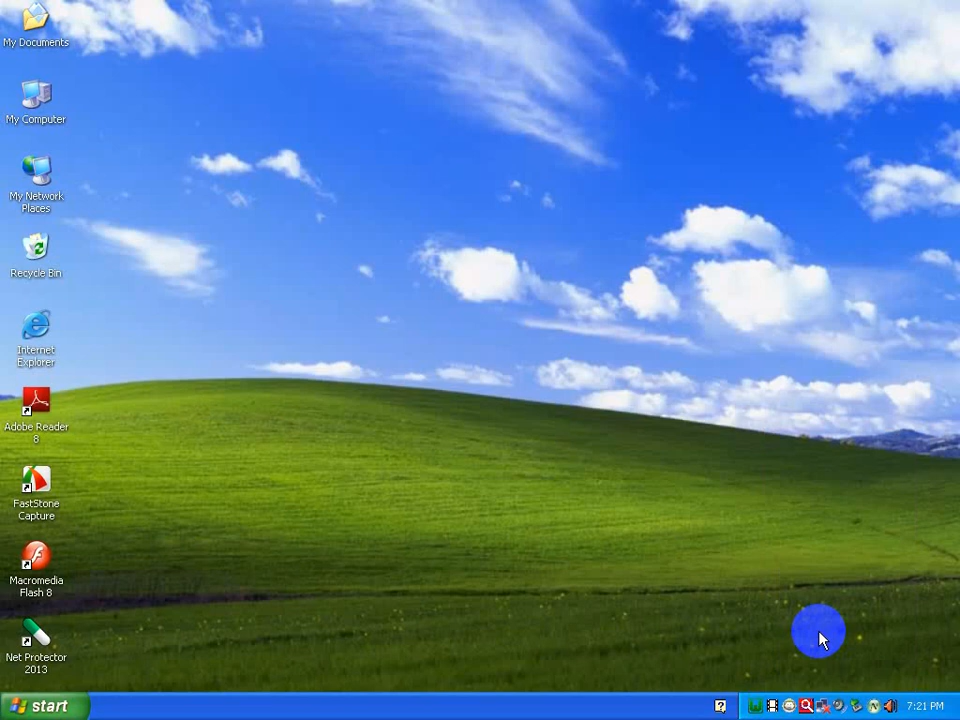 My Documents
My Computer
My Network
Places
Recycle Bin
Internet
Explorer
Adobe Reader
8
FastStone
Capture
Macromedia
Flash 8
Net Protector
2013
start
7:21 PM